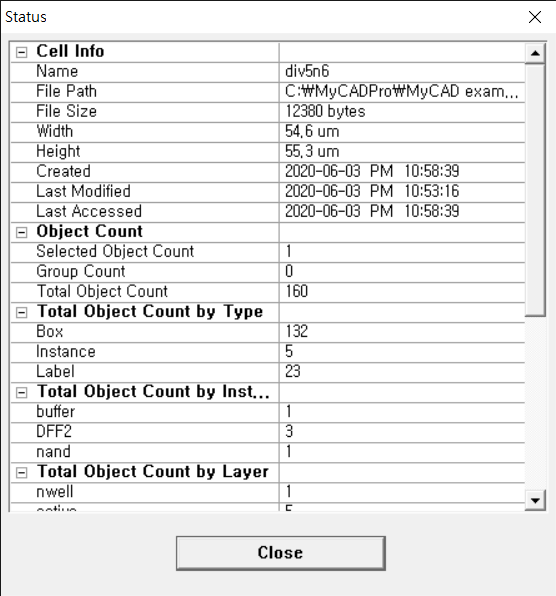 Status
Cell Info
Name div5n6
File Path C:₩MyCADPro₩MyCAD exam...
File Size 12380 bytes
Width 54,6 um
Height 55,3 um
Created 2020-06-03 PM 10:58:39
Last Modified 2020-06-03 PM 10:53:16
Last Accessed 2020-06-03 PM 10:58:39
Object Count
Selected Object Count 1
Group Count 0
Total Object Count 160
Total Object Count by Type
Box 132
Instance 5
Label 23
Total Object Count by Inst...
buffer 1
DFF2 3
nand 1
Total Object Count by Layer
nwell 1
Close